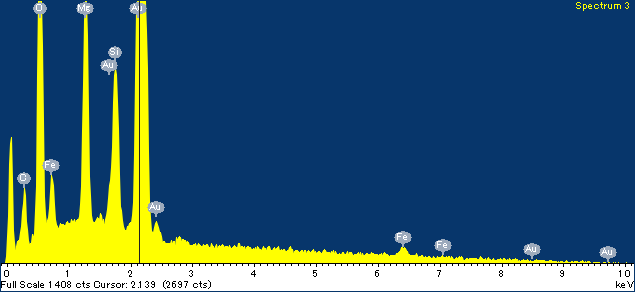 Spectrum 3
O Mg Au
Si
Au
Fe
C
Au
Fe
Fe Au Au
0 1 2 3 4 5 6 7 8 9 10
Full Scale 1408 cts Cursor: 2.139 (2697 cts) keV